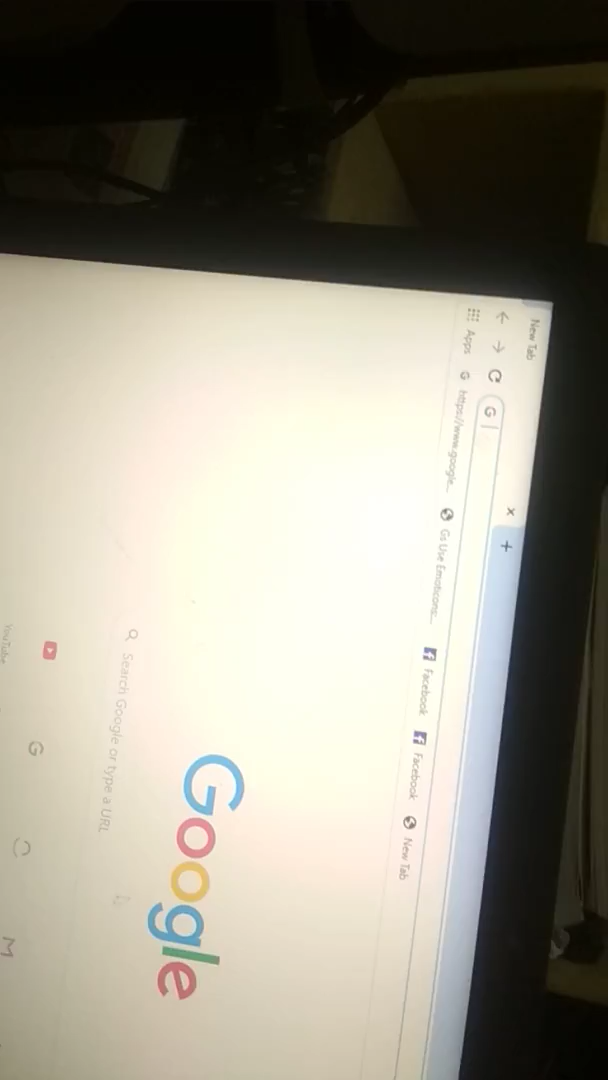 New Tab × +
G
Apps G https://www.google... Gs Use Emoticons:... Facebook Facebook New Tab
Google
Search Google or type a URL
YouTube